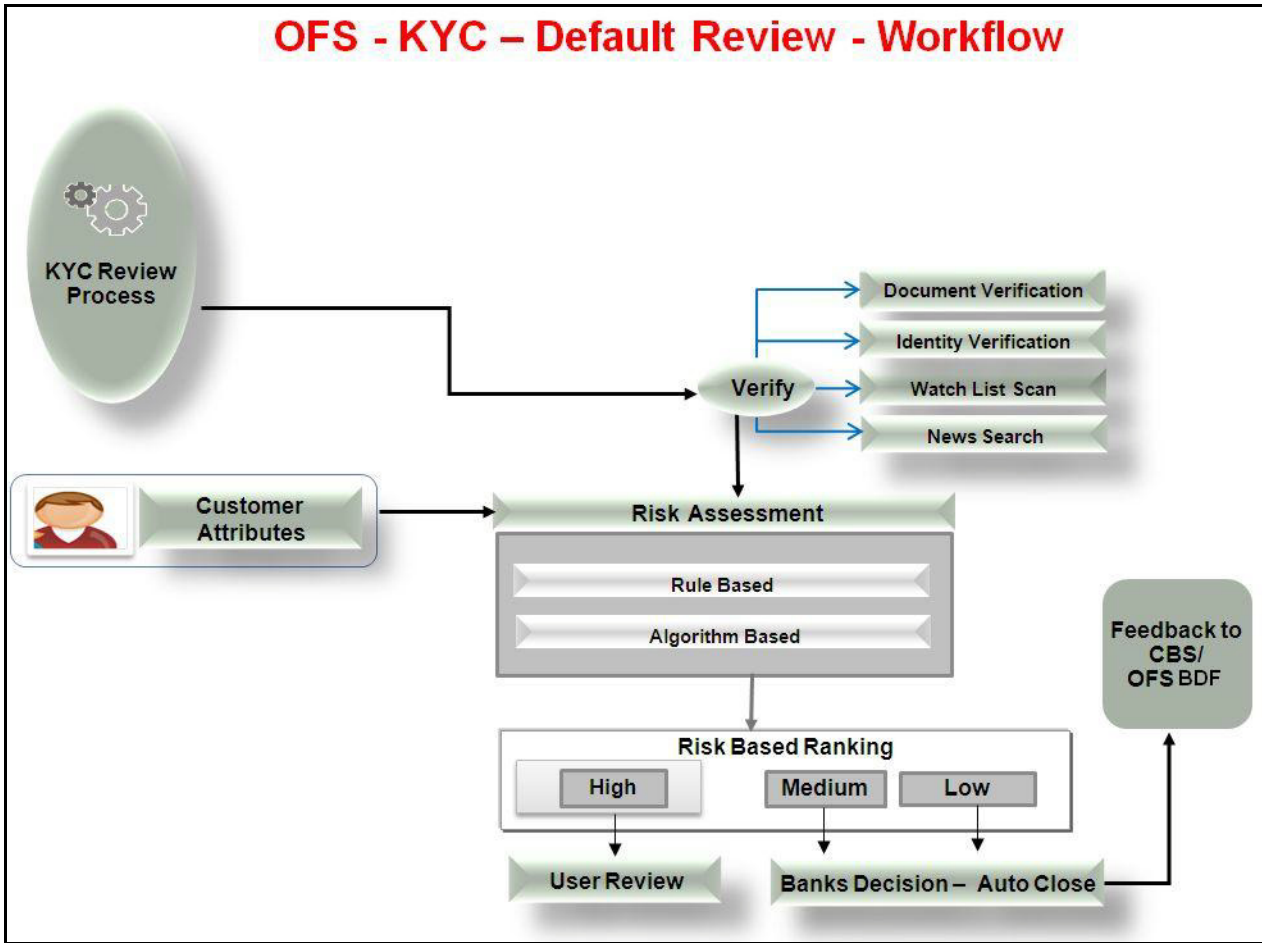 OFS - KYC – Default Review - Workflow
KYC Review
Process
Document Verification
Identity Verification
Verify
Watch List Scan
News Search
Customer
Attributes
Risk Assessment
Rule Based
Algorithm Based
Feedback to
CBS/
OFS BDF
Risk Based Ranking
High
Medium
Low
User Review
Banks Decision – Auto Close